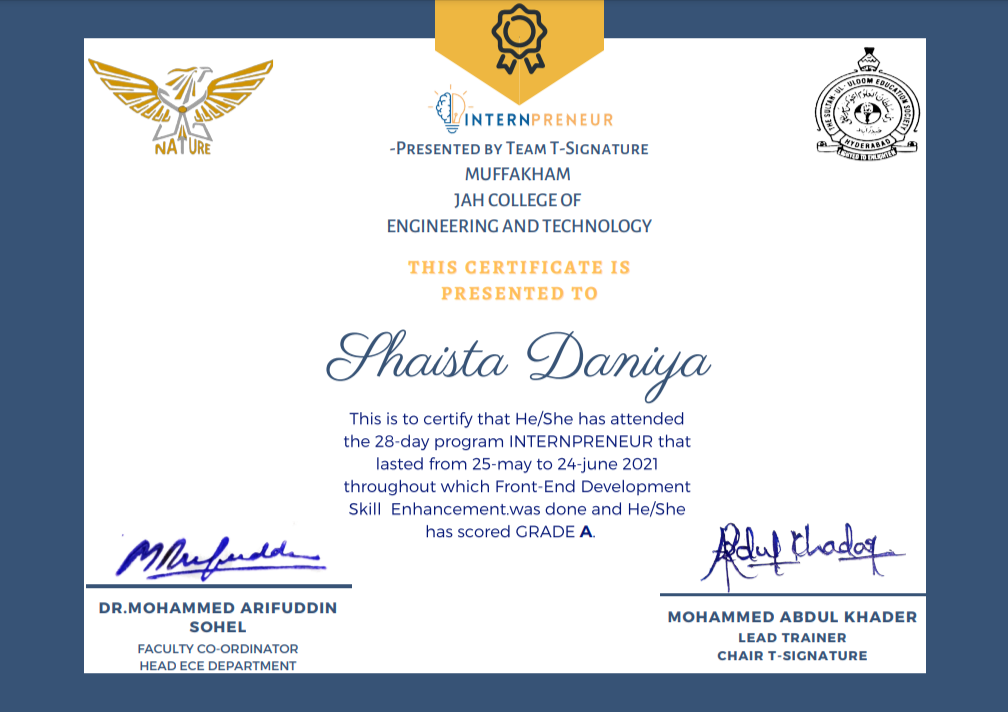 NATURE
THE SULTAN-UL-ULOOM EDUCATION SOCIETY
HYDERABAD
INTERNPRENEUR
-PRESENTED BY TEAM T-SIGNATURE
MUFFAKHAM
JAH COLLEGE OF
ENGINEERING AND TECHNOLOGY
THIS CERTIFICATE IS
PRESENTED TO
Shaista Daniya
This is to certify that He/She has attended
the 28-day program INTERNPRENEUR that
lasted from 25-may to 24-june 2021
throughout which Front-End Development
Skill Enhancement.was done and He/She
has scored GRADE A.
Abdul Khader
DR.MOHAMMED ARIFUDDIN
SOHEL
FACULTY CO-ORDINATOR
HEAD ECE DEPARTMENT
MOHAMMED ABDUL KHADER
LEAD TRAINER
CHAIR T-SIGNATURE